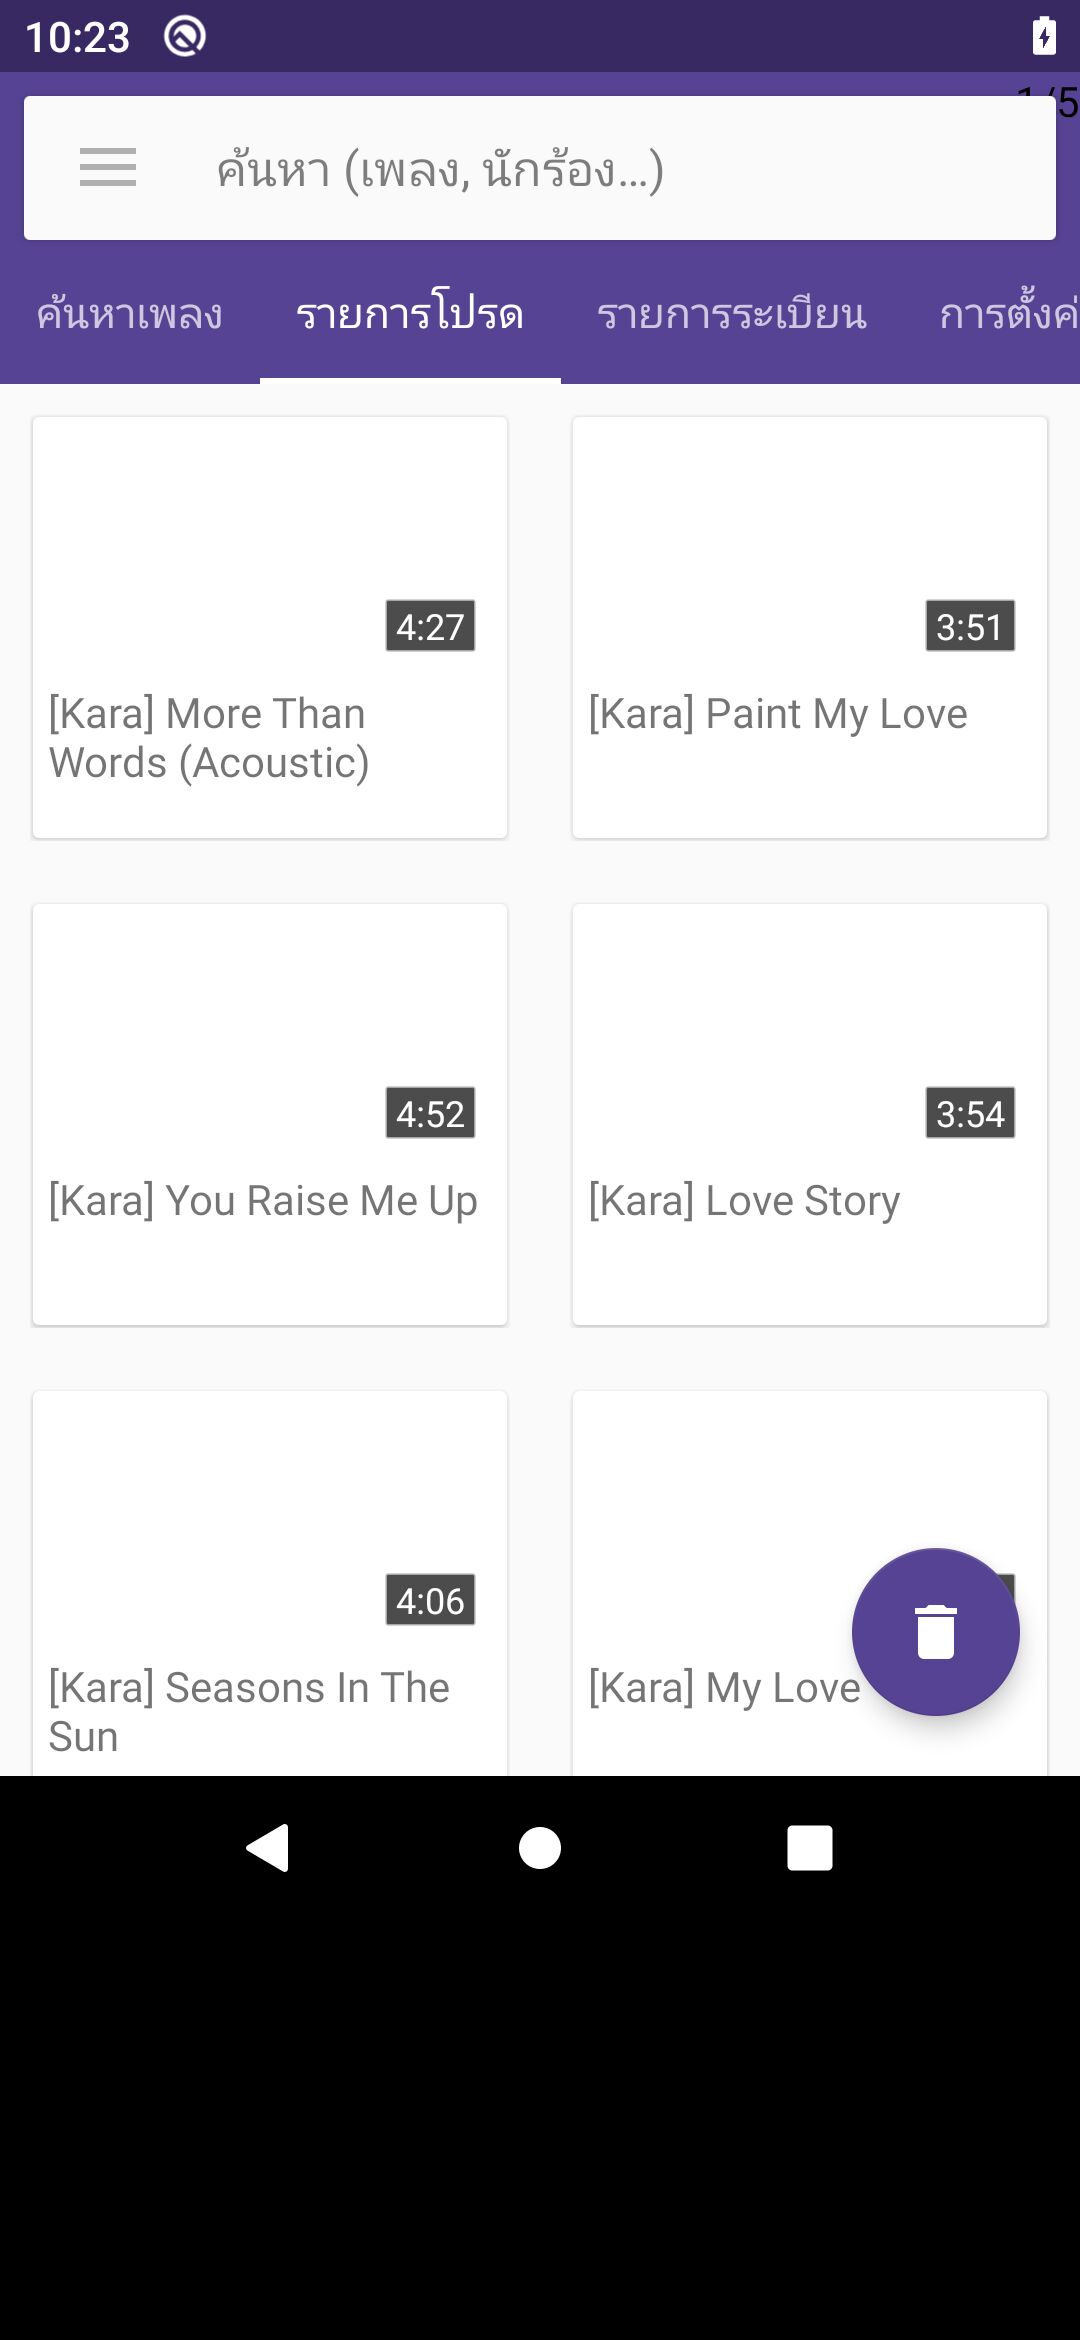 10:23
1/5
ค้นหา (เพลง, นักร้อง...)
ค้นหาเพลง
รายการโปรด
รายการระเบียน
การตั้งค่
4:27
3:51
[Kara] More Than
Words (Acoustic)
[Kara] Paint My Love
4:52
3:54
[Kara] You Raise Me Up
[Kara] Love Story
4:06
[Kara] Seasons In The
Sun
[Kara] My Love